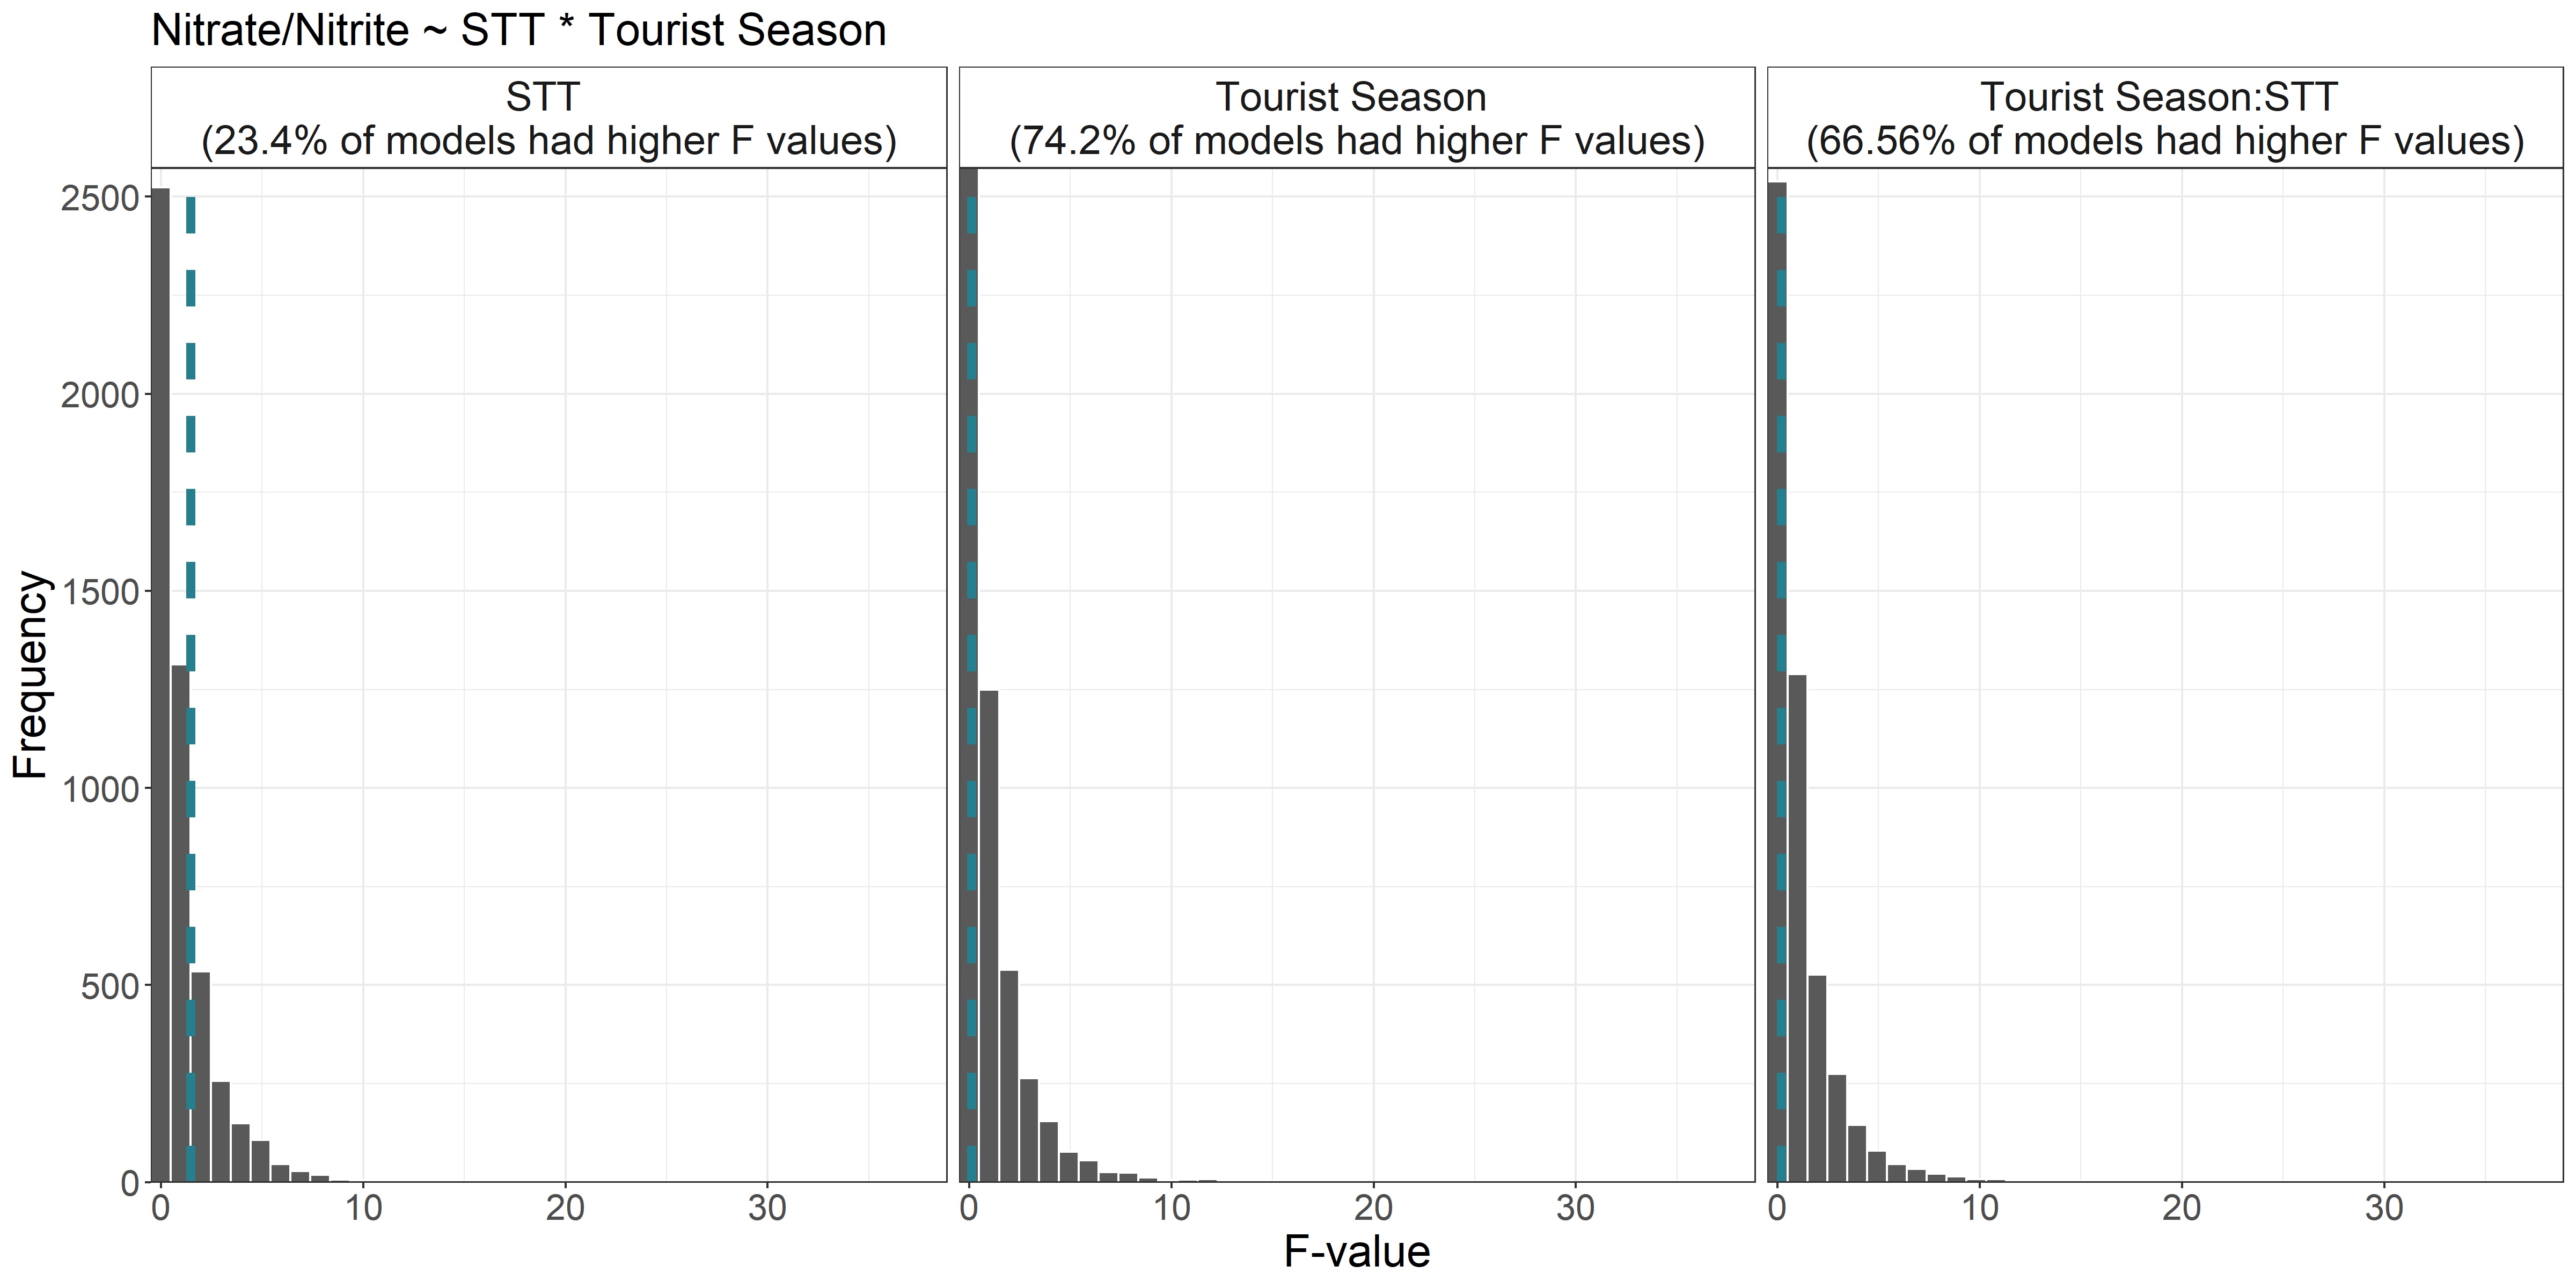 Nitrate/Nitrite ~ STT * Tourist Season
STT
(23.4% of models had higher F values)
Tourist Season
(74.2% of models had higher F values)
Tourist Season:STT
(66.56% of models had higher F values)
Frequency
2500
2000
1500
1000
500
0
0 10 20 30
0 10 20 30
0 10 20 30
F-value